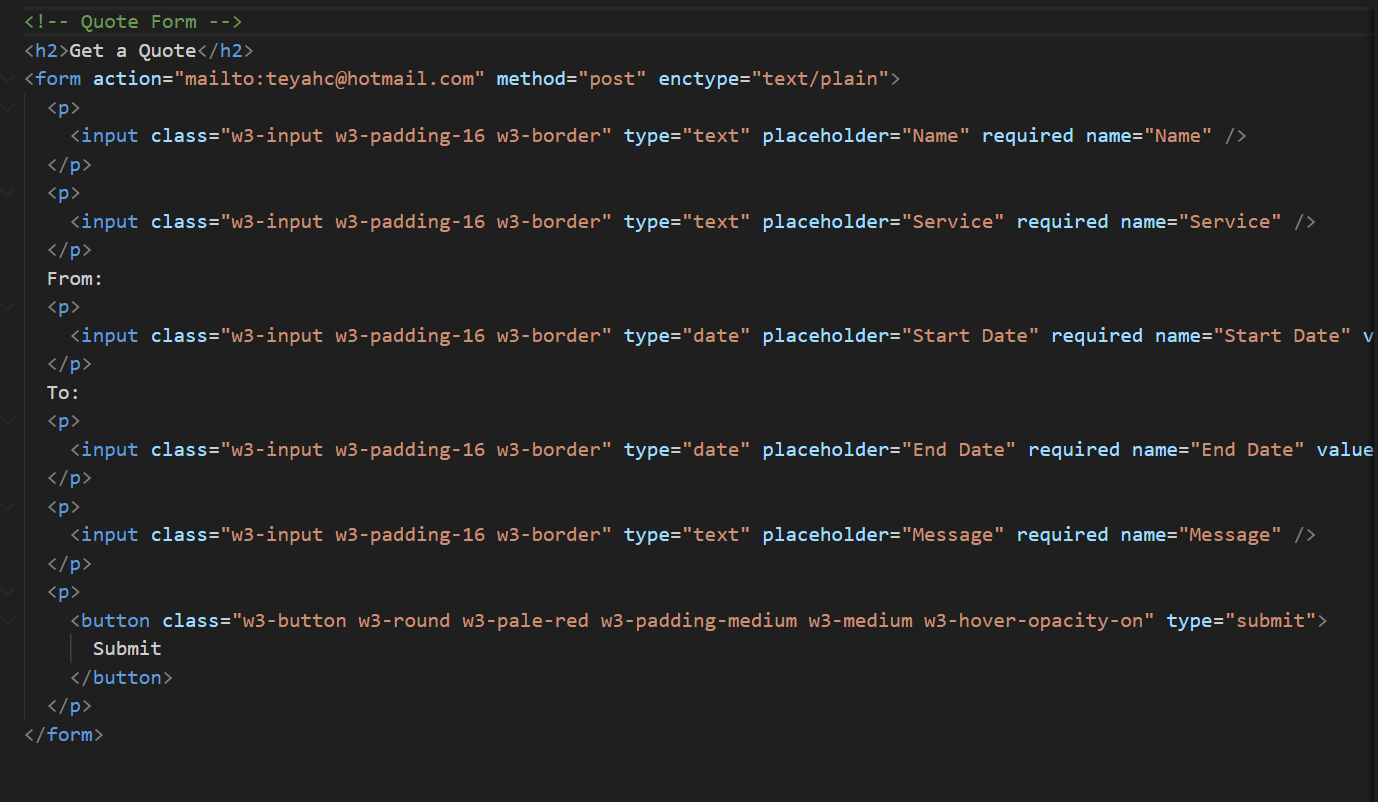 <!-- Quote Form -->
<h2>Get a Quote</h2>
<form action="mailto:teyahc@hotmail.com" method="post" enctype="text/plain">
<p>
<input class="w3-input w3-padding-16 w3-border" type="text" placeholder="Name" required name="Name" />
</p>
<p>
<input class="w3-input w3-padding-16 w3-border" type="text" placeholder="Service" required name="Service" />
</p>
From:
<p>
<input class="w3-input w3-padding-16 w3-border" type="date" placeholder="Start Date" required name="Start Date" v
</p>
To:
<p>
<input class="w3-input w3-padding-16 w3-border" type="date" placeholder="End Date" required name="End Date" value
</p>
<p>
<input class="w3-input w3-padding-16 w3-border" type="text" placeholder="Message" required name="Message" />
</p>
<p>
<button class="w3-button w3-round w3-pale-red w3-padding-medium w3-medium w3-hover-opacity-on" type="submit">
Submit
</button>
</p>
</form>